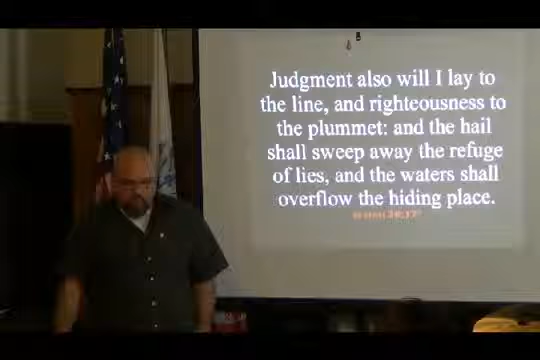 Judgment also will I lay to
the line, and righteousness to
the plummet: and the hail
shall sweep away the refuge
of lies, and the waters shall
overflow the hiding place.